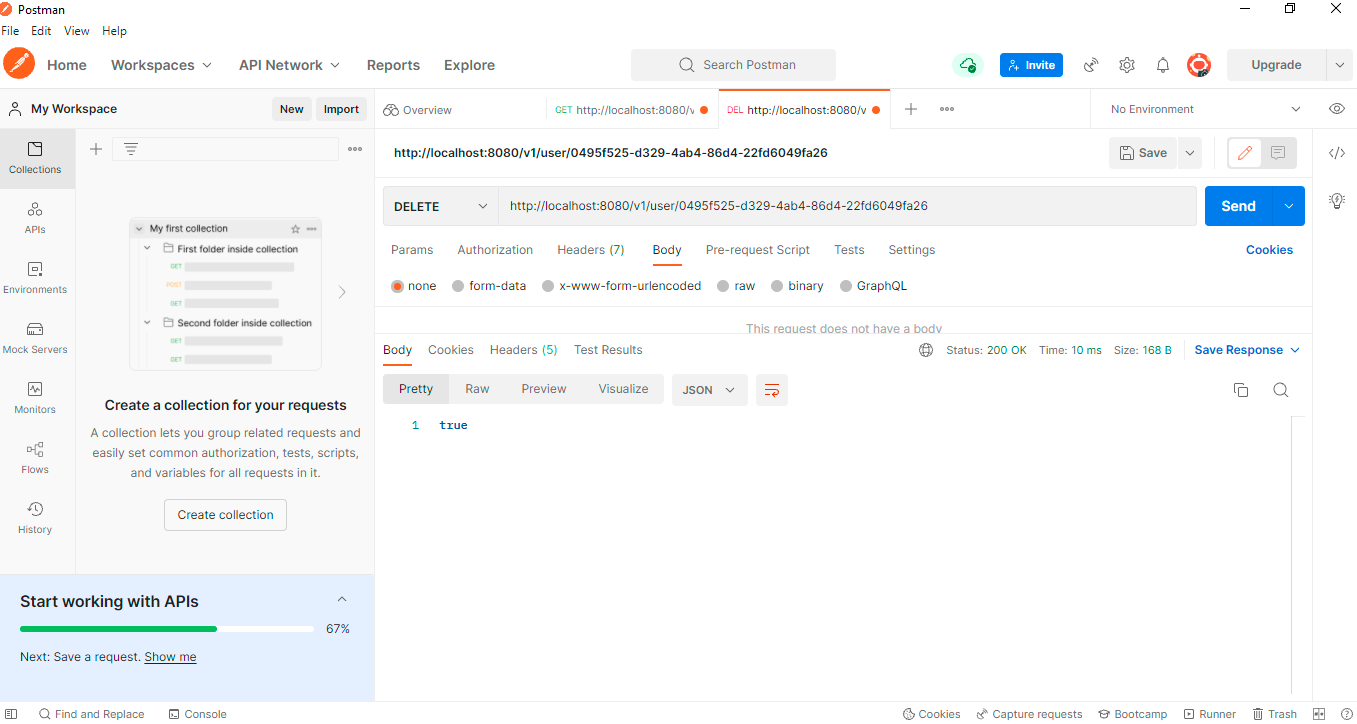 Postman
File Edit View Help
Home Workspaces API Network Reports Explore Search Postman Invite Upgrade
My Workspace New Import Overview GET http://localhost:8080/v DEL http://localhost:8080/v No Environment
Collections
APIs
Environments
Mock Servers
Monitors
Flows
History
My first collection
First folder inside collection
GET
POST
GET
Second folder inside collection
GET
GET
Create a collection for your requests
A collection lets you group related requests and
easily set common authorization, tests, scripts,
and variables for all requests in it.
Create collection
Start working with APIs
67%
Next: Save a request. Show me
http://localhost:8080/v1/user/0495f525-d329-4ab4-86d4-22fd6049fa26 Save
DELETE http://localhost:8080/v1/user/0495f525-d329-4ab4-86d4-22fd6049fa26 Send
Params Authorization Headers (7) Body Pre-request Script Tests Settings Cookies
none form-data x-www-form-urlencoded raw binary GraphQL
This request does not have a body
Body Cookies Headers (5) Test Results Status: 200 OK Time: 10 ms Size: 168 B Save Response
Pretty Raw Preview Visualize JSON
1 true
Find and Replace Console Cookies Capture requests Bootcamp Runner Trash